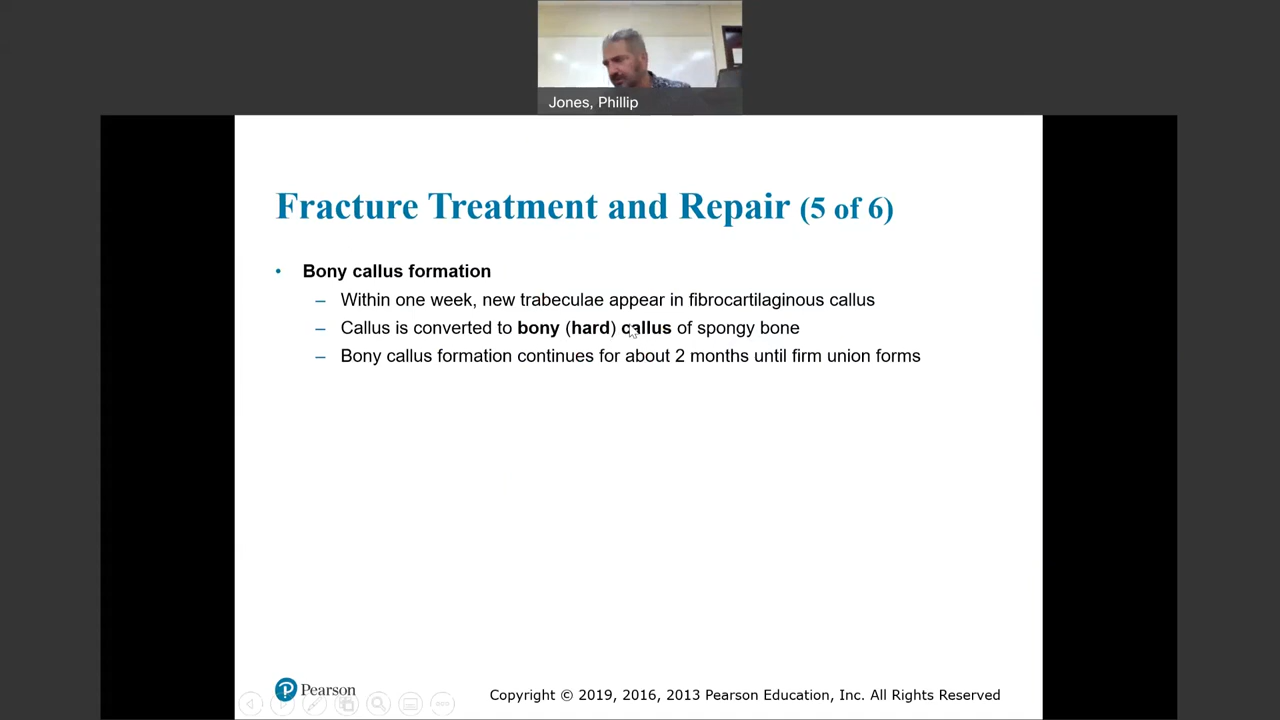 Jones, Phillip
Fracture Treatment and Repair (5 of 6)
• Bony callus formation
– Within one week, new trabeculae appear in fibrocartilaginous callus
– Callus is converted to bony (hard) callus of spongy bone
– Bony callus formation continues for about 2 months until firm union forms
P Pearson
Copyright © 2019, 2016, 2013 Pearson Education, Inc. All Rights Reserved